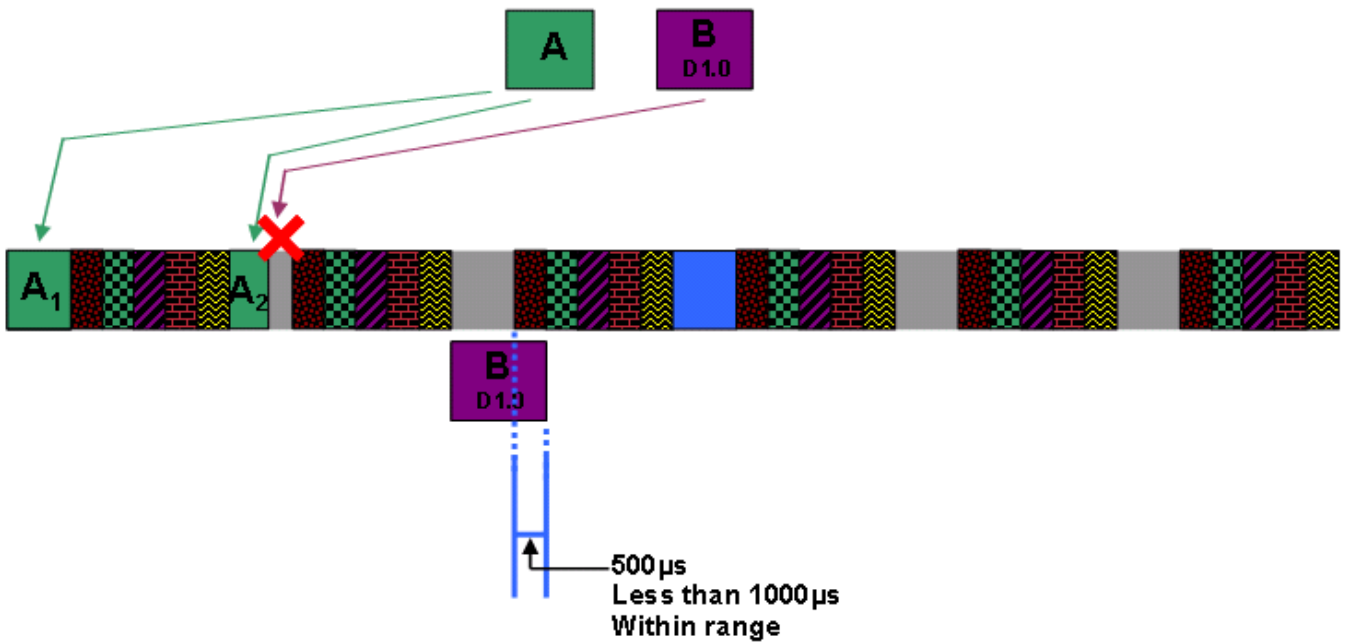 A
B
D1.0
A₁
A₂
B
D1.0
500µs
Less than 1000µs
Within range